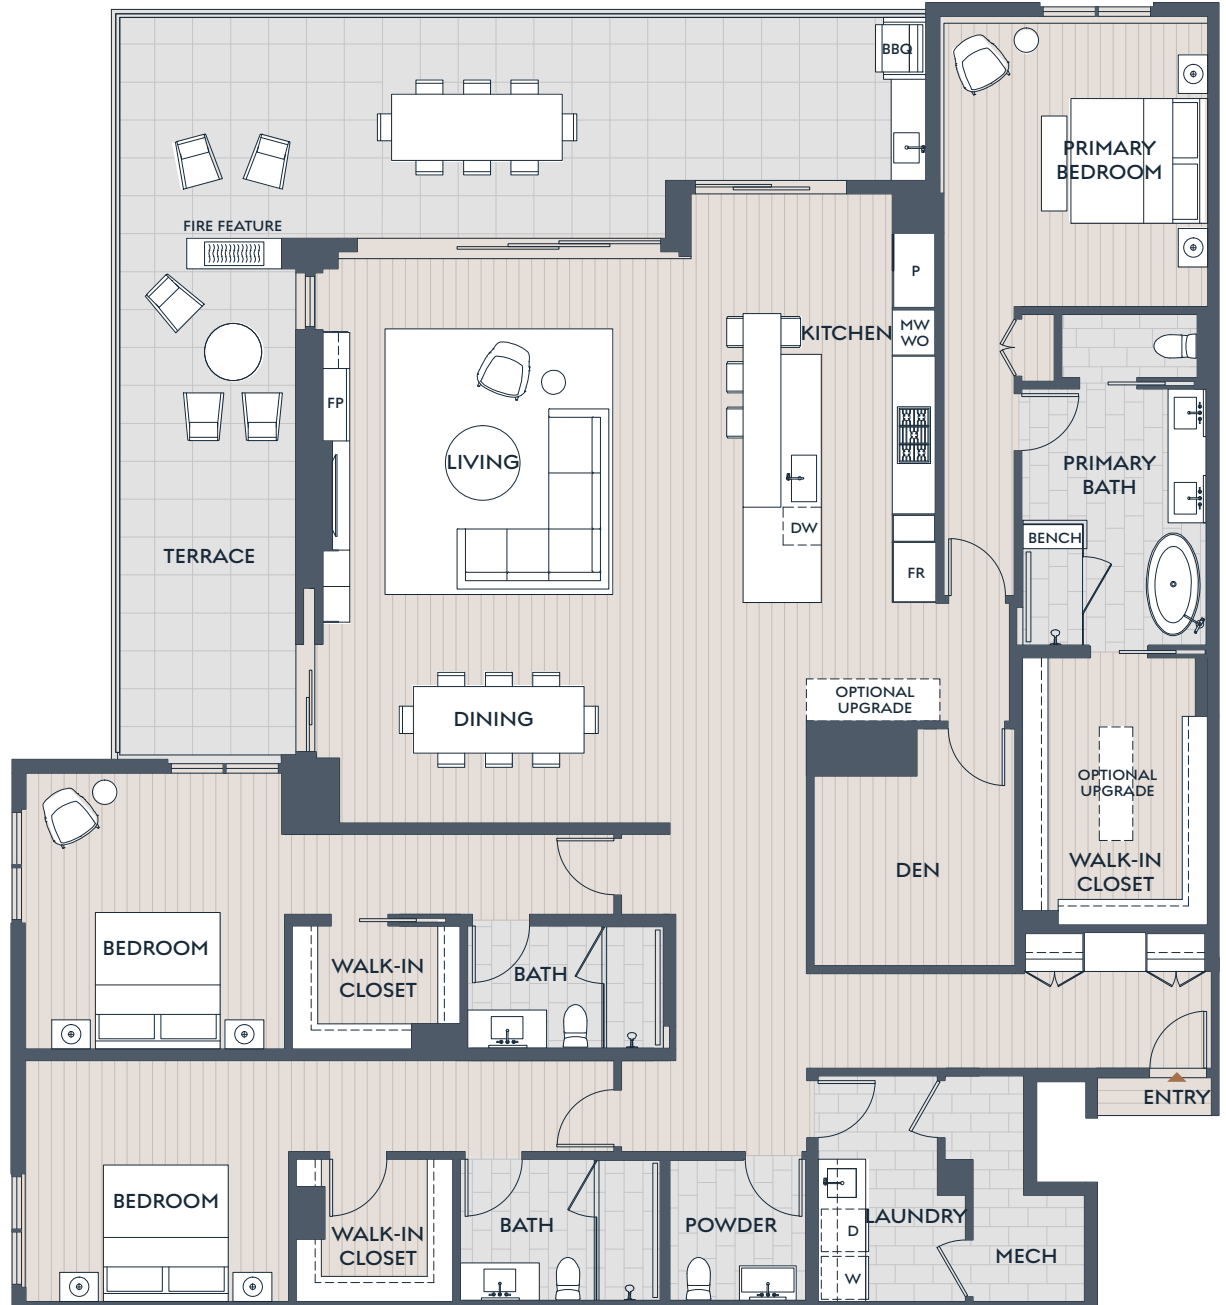 BBQ
PRIMARY
BEDROOM
FIRE FEATURE
P
KITCHEN
MW
WO
FP
LIVING
PRIMARY
BATH
DW
BENCH
TERRACE
FR
OPTIONAL
UPGRADE
DINING
OPTIONAL
UPGRADE
WALK-IN
CLOSET
DEN
BEDROOM
WALK-IN
CLOSET
BATH
ENTRY
BEDROOM
WALK-IN
CLOSET
BATH
POWDER
LAUNDRY
D
W
MECH